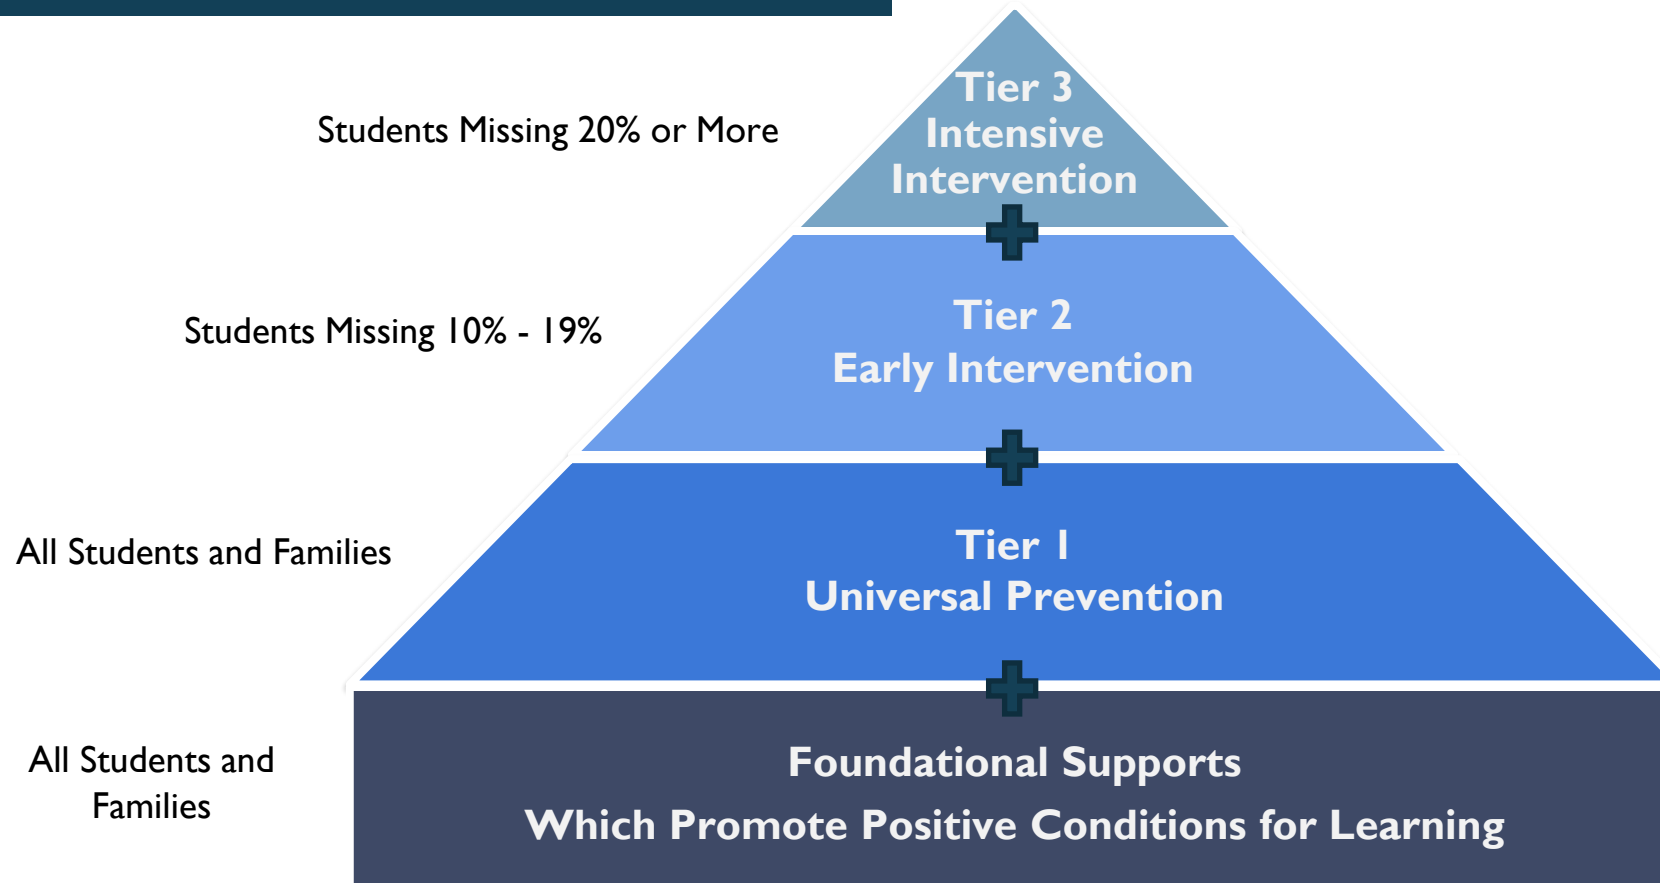 Students Missing 20% or More
Tier 3
Intensive
Intervention
Students Missing 10% - 19%
Tier 2
Early Intervention
All Students and Families
Tier 1
Universal Prevention
All Students and
Families
Foundational Supports
Which Promote Positive Conditions for Learning